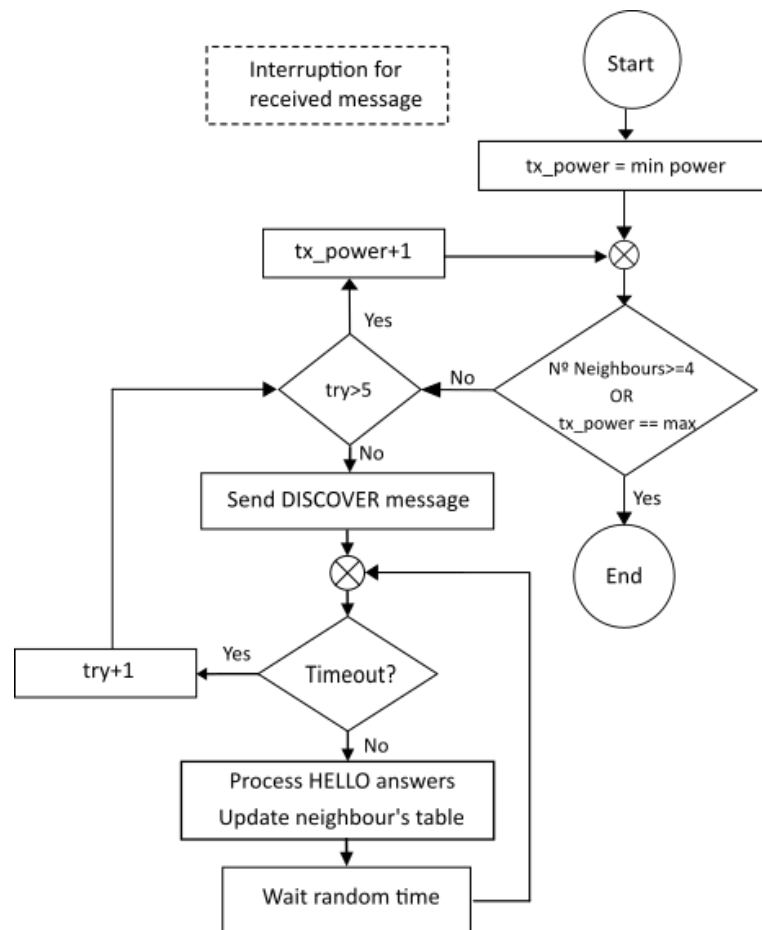 Interruption for
received message
Start
tx_power = min power
tx_power+1
Yes
try>5
No
Nº Neighbours>=4
OR
tx_power == max
No
Send DISCOVER message
Yes
End
try+1
Yes
Timeout?
No
Process HELLO answers
Update neighbour's table
Wait random time